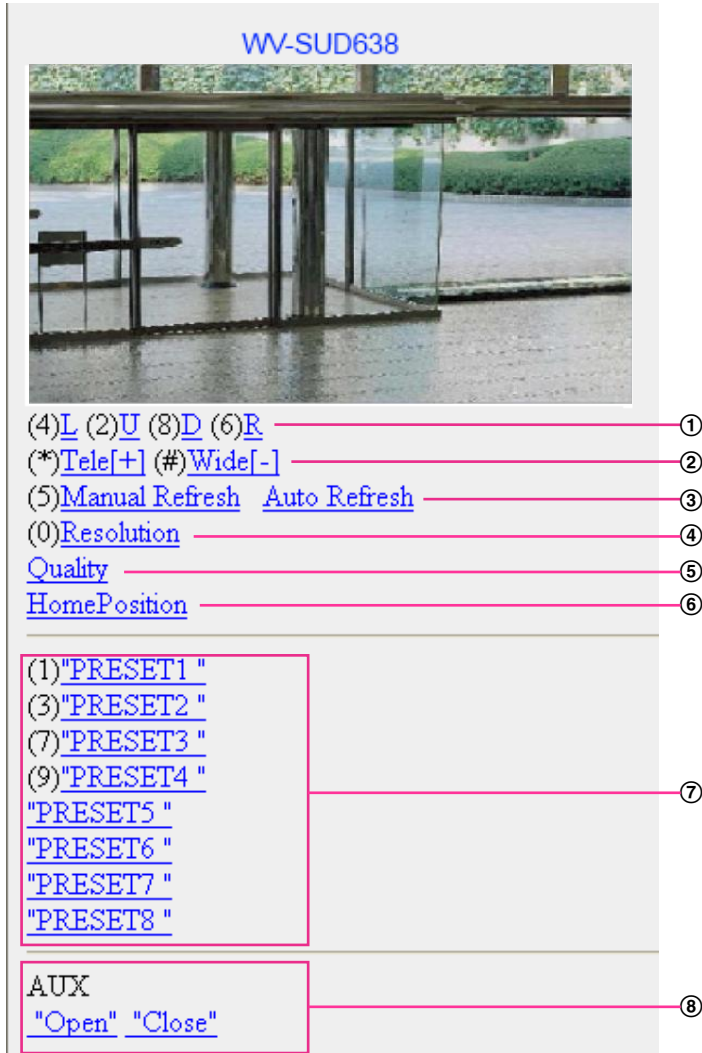 WV-SUD638
(4)L (2)U (8)D (6)R ①
(*)Tele[+] (#)Wide[-] ②
(5)Manual Refresh Auto Refresh ③
(0)Resolution ④
Quality ⑤
HomePosition ⑥
(1)"PRESET1 "
(3)"PRESET2 "
(7)"PRESET3 "
(9)"PRESET4 "
"PRESET5 " ⑦
"PRESET6 "
"PRESET7 "
"PRESET8 "
AUX
"Open" "Close" ⑧